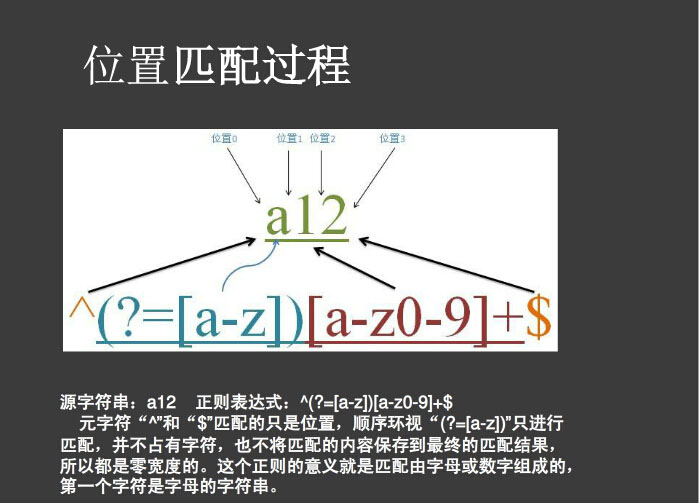 位置匹配过程
位置0 位置1 位置2 位置3
a12
^(?=[a-z])[a-z0-9]+$
源字符串：a12 正则表达式：^(?=[a-z])[a-z0-9]+$
元字符“^”和“$”匹配的只是位置，顺序环视“(?=[a-z])”只进行
匹配，并不占有字符，也不将匹配的内容保存到最终的匹配结果，
所以都是零宽度的。这个正则的意义就是匹配由字母或数字组成的，
第一个字符是字母的字符串。